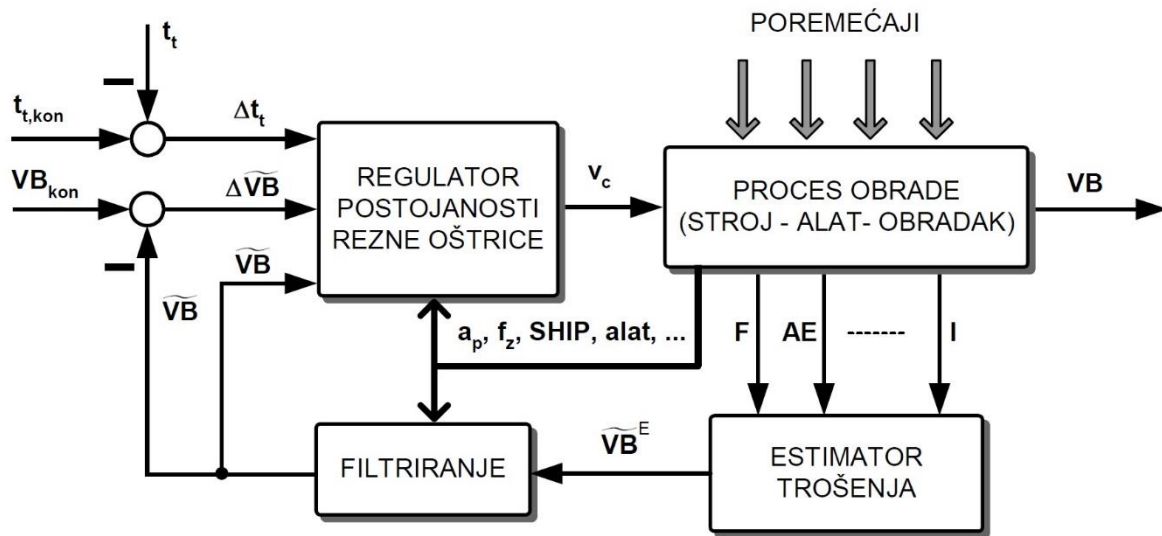 t_t
POREMEĆAJI
t_t,kon
Δt_t
VB_kon
ΔṼB̃
REGULATOR
POSTOJANOSTI
REZNE OŠTRICE
v_c
PROCES OBRADE
(STROJ - ALAT- OBRADAK)
VB
ṼB̃
ṼB̃
a_p, f_z, SHIP, alat, ...
F
AE
-------
I
FILTRIRANJE
ṼB̃^E
ESTIMATOR
TROŠENJA